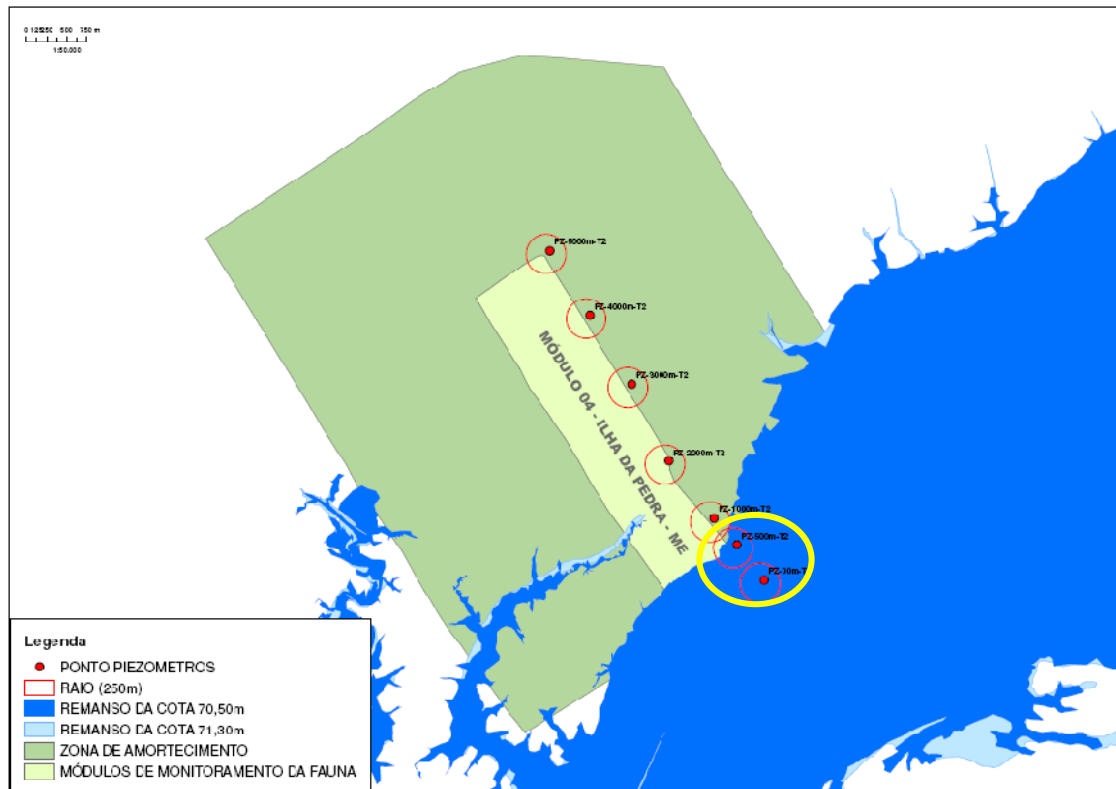 0 125250 500 750 m
1:50.000
PZ-5000m-T2
PZ-4000m-T2
PZ-3000m-T2
MÓDULO 04 - ILHA DA PEDRA - ME
PZ-2000m-T2
PZ-1000m-T2
PZ-500m-T2
Legenda
PONTO PIEZOMETROS
RAIO (250m)
REMANSO DA COTA 70,50m
REMANSO DA COTA 71,30m
ZONA DE AMORTECIMENTO
MÓDULOS DE MONITORAMENTO DA FAUNA